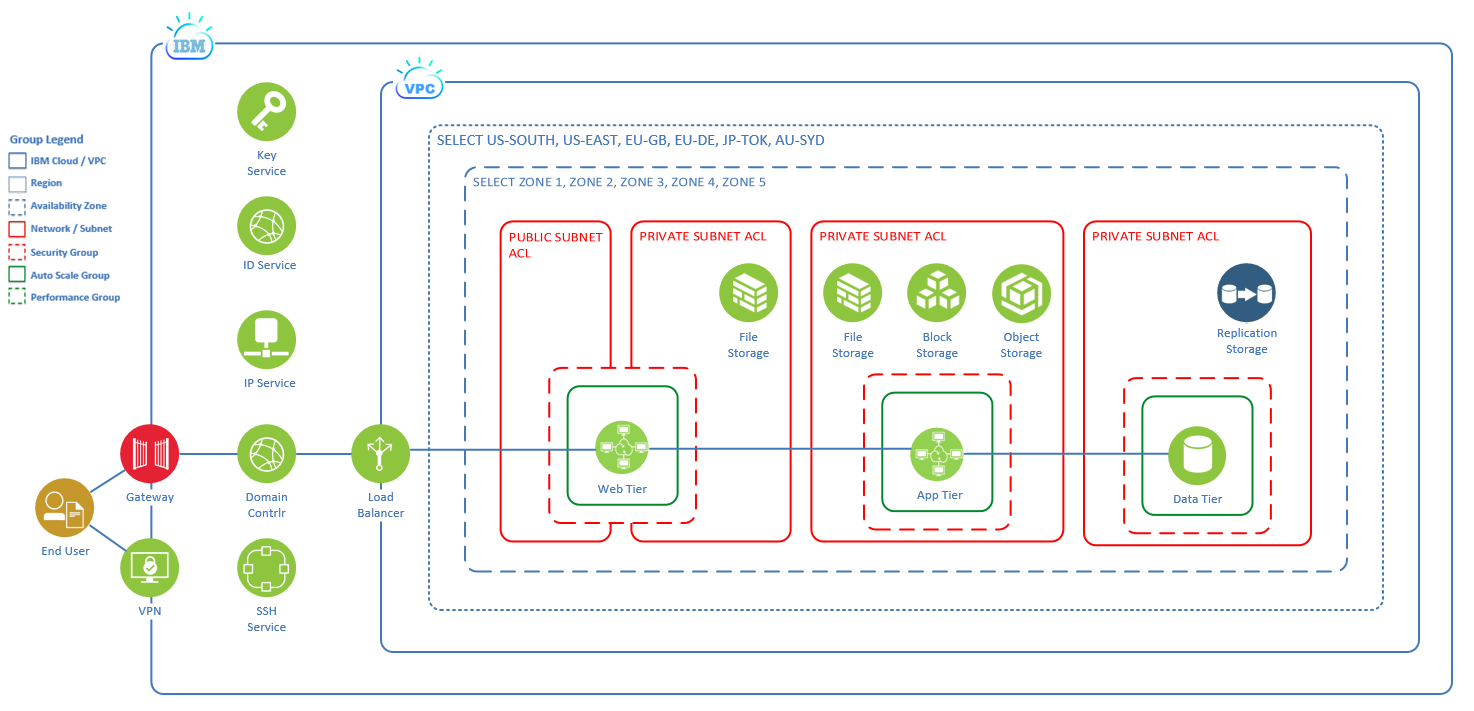 IBM
VPC
Group Legend
IBM Cloud / VPC
Region
Availability Zone
Network / Subnet
Security Group
Auto Scale Group
Performance Group
Key
Service
ID Service
IP Service
Gateway
Domain
Contrlr
Load
Balancer
End User
VPN
SSH
Service
SELECT US-SOUTH, US-EAST, EU-GB, EU-DE, JP-TOK, AU-SYD
SELECT ZONE 1, ZONE 2, ZONE 3, ZONE 4, ZONE 5
PUBLIC SUBNET
ACL
PRIVATE SUBNET ACL
File
Storage
Web Tier
PRIVATE SUBNET ACL
File
Storage
Block
Storage
Object
Storage
App Tier
PRIVATE SUBNET ACL
Replication
Storage
Data Tier